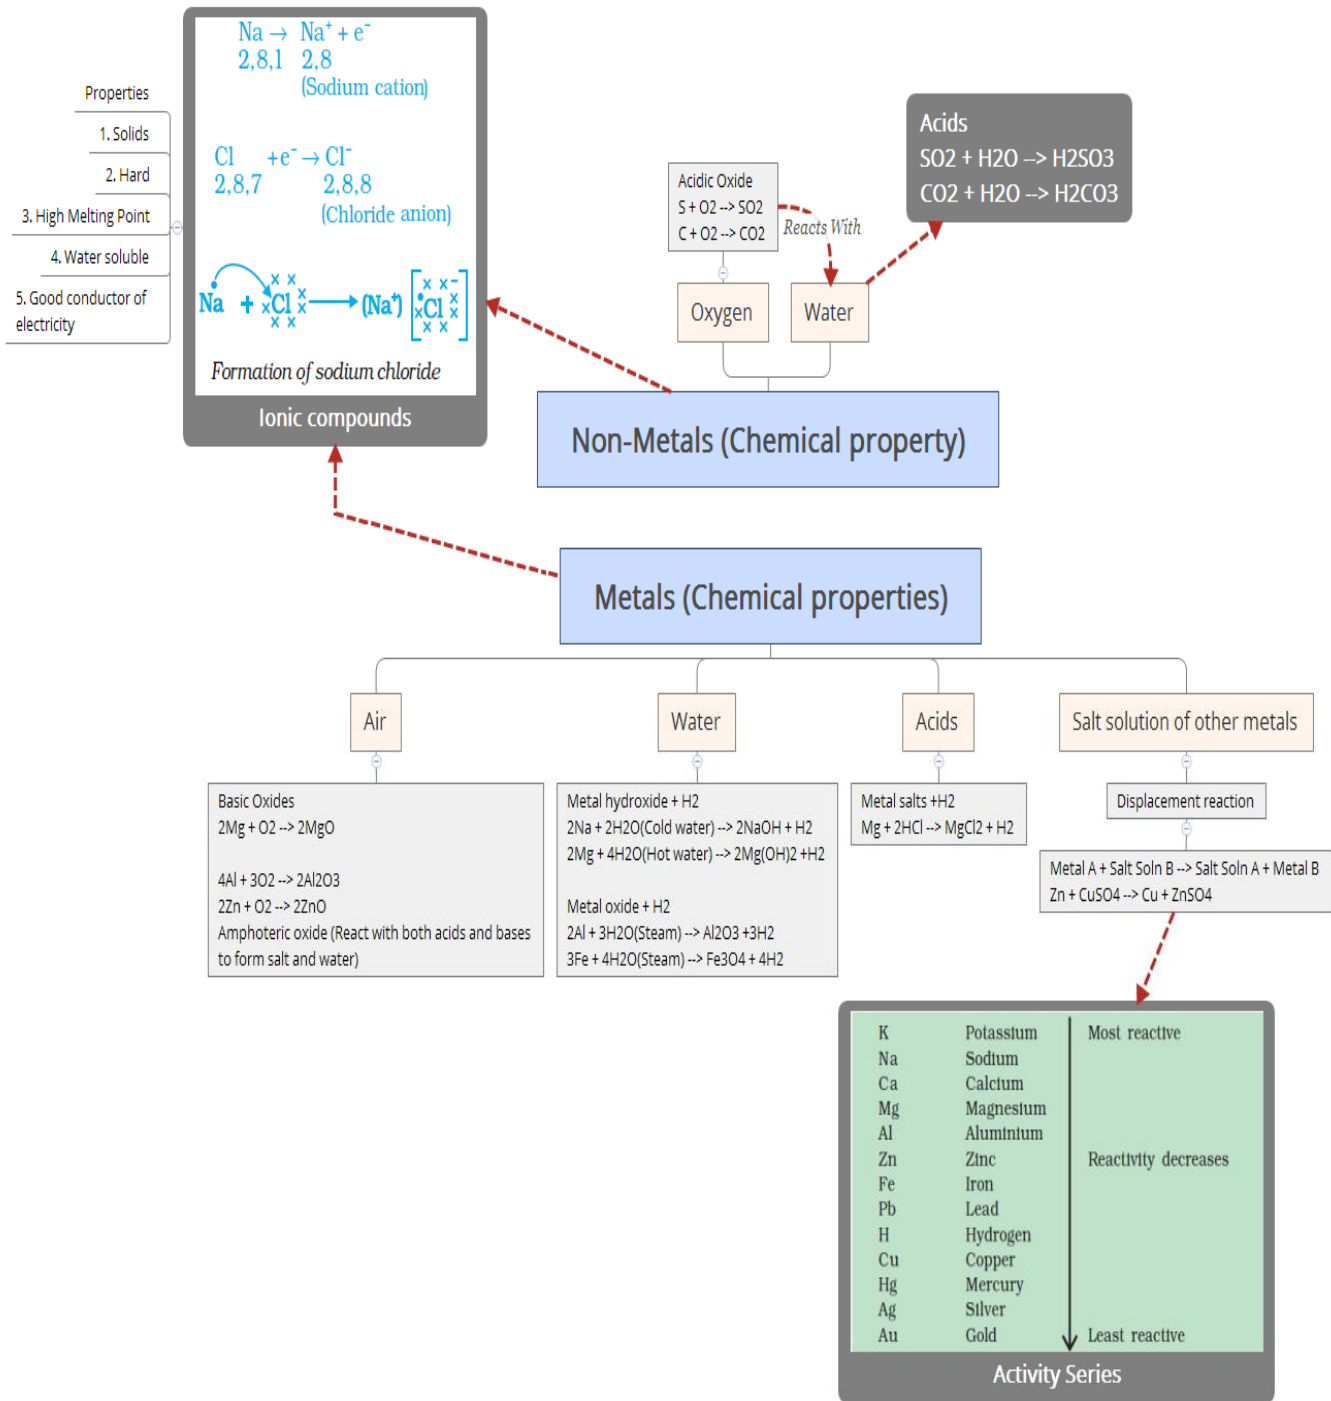 Na → Na⁺ + e⁻
2,8,1 2,8
(Sodium cation)
Cl +e⁻ → Cl⁻
2,8,7 2,8,8
(Chloride anion)
Na + Cl → (Na⁺) [Cl]⁻
Formation of sodium chloride
Ionic compounds
Properties
1. Solids
2. Hard
3. High Melting Point
4. Water soluble
5. Good conductor of
electricity
Acidic Oxide
S + O2 --> SO2
C + O2 --> CO2
Reacts With
Acids
SO2 + H2O --> H2SO3
CO2 + H2O --> H2CO3
Oxygen
Water
Non-Metals (Chemical property)
Metals (Chemical properties)
Air
Basic Oxides
2Mg + O2 --> 2MgO
4Al + 3O2 --> 2Al2O3
2Zn + O2 --> 2ZnO
Amphoteric oxide (React with both acids and bases
to form salt and water)
Water
Metal hydroxide + H2
2Na + 2H2O(Cold water) --> 2NaOH + H2
2Mg + 4H2O(Hot water) --> 2Mg(OH)2 +H2
Metal oxide + H2
2Al + 3H2O(Steam) --> Al2O3 +3H2
3Fe + 4H2O(Steam) --> Fe3O4 + 4H2
Acids
Metal salts +H2
Mg + 2HCl --> MgCl2 + H2
Salt solution of other metals
Displacement reaction
Metal A + Salt Soln B --> Salt Soln A + Metal B
Zn + CuSO4 --> Cu + ZnSO4
K Potassium Most reactive
Na Sodium
Ca Calcium
Mg Magnesium
Al Aluminium
Zn Zinc Reactivity decreases
Fe Iron
Pb Lead
H Hydrogen
Cu Copper
Hg Mercury
Ag Silver
Au Gold Least reactive
Activity Series